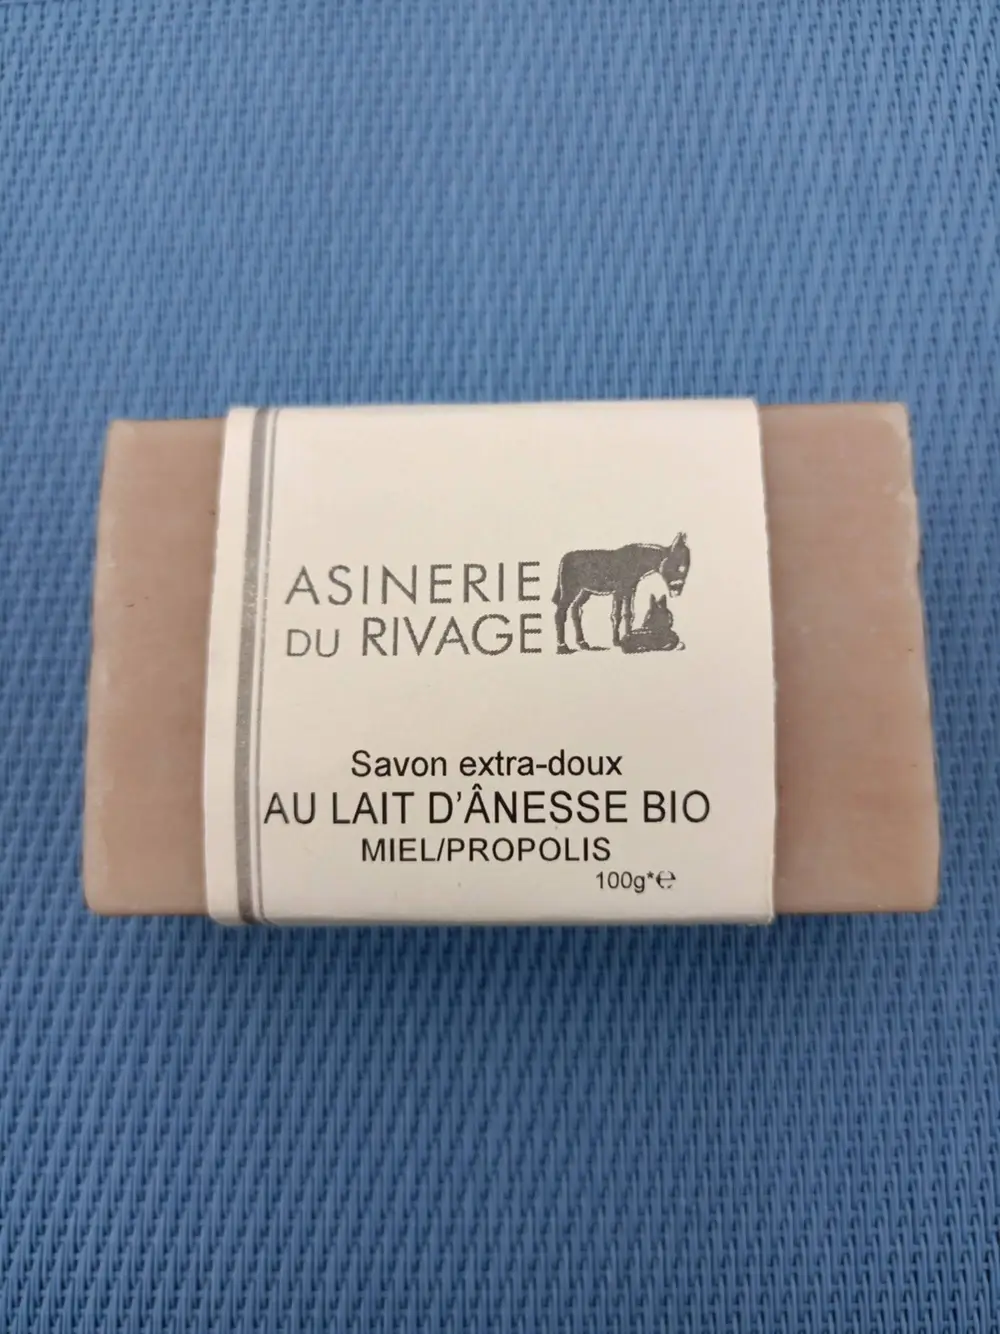 ASINERIE
DU RIVAGE
Savon extra-doux
AU LAIT D'ÂNESSE BIO
MIEL/PROPOLIS
100g*℮